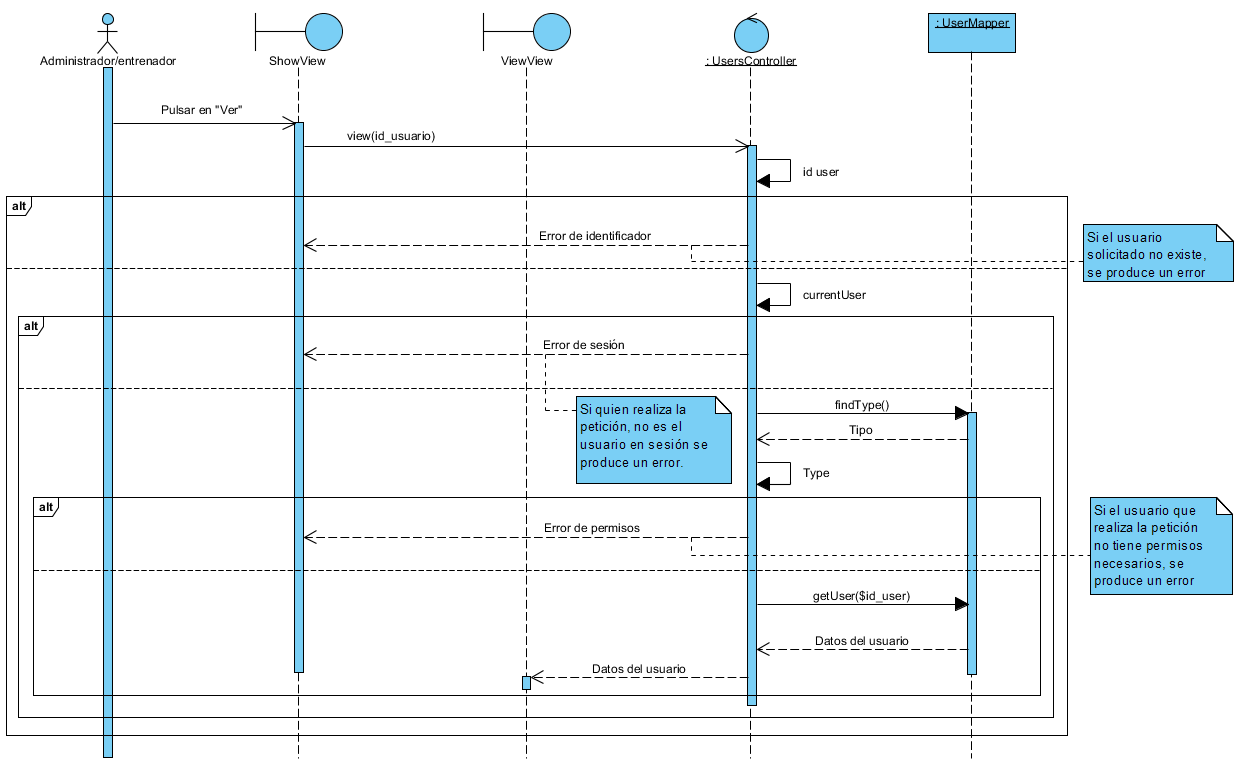 : UserMapper
Administrador/entrenador
ShowView
ViewView
: UsersController
Pulsar en "Ver"
view(id_usuario)
id user
alt
Error de identificador
Si el usuario
solicitado no existe,
se produce un error
currentUser
alt
Error de sesión
Si quien realiza la
petición, no es el
usuario en sesión se
produce un error.
findType()
Tipo
Type
alt
Error de permisos
Si el usuario que
realiza la petición
no tiene permisos
necesarios, se
produce un error
getUser($id_user)
Datos del usuario
Datos del usuario